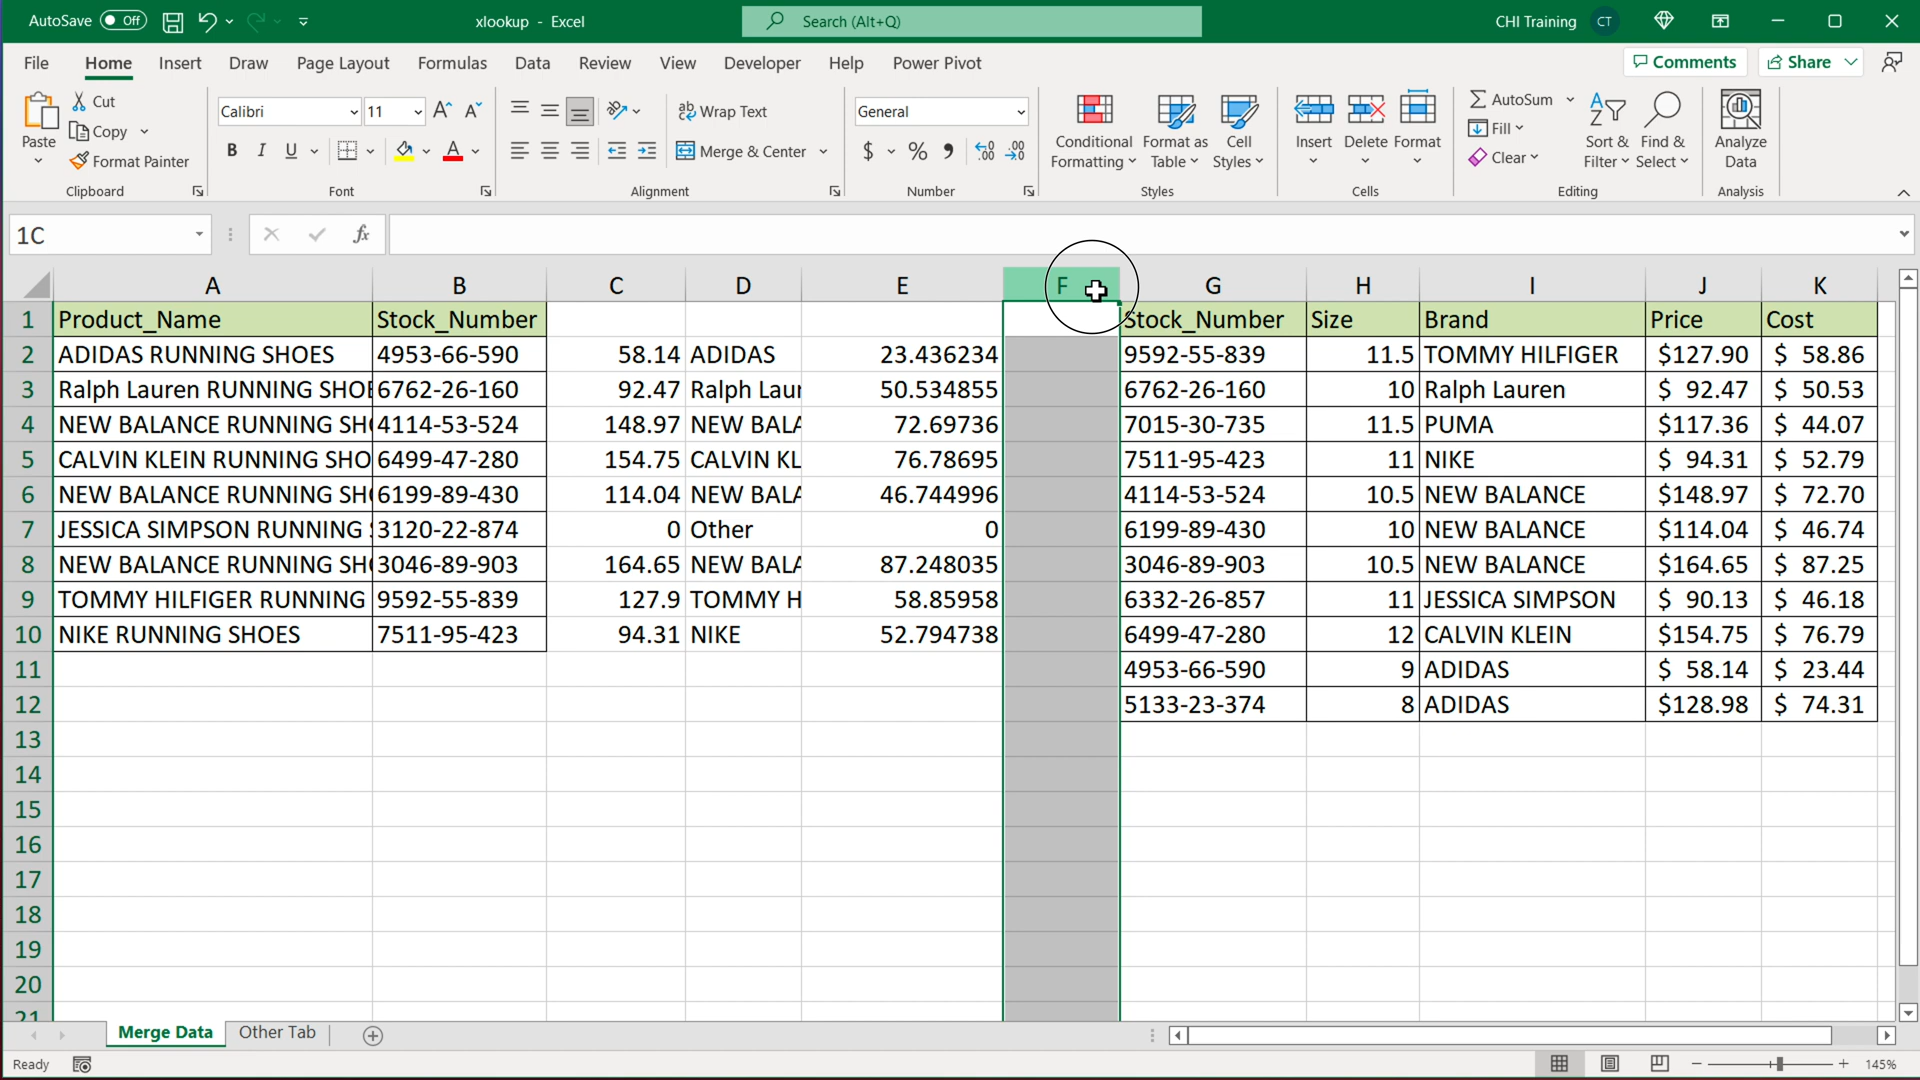 AutoSave Off xlookup - Excel Search (Alt+Q) CHI Training CT
File Home Insert Draw Page Layout Formulas Data Review View Developer Help Power Pivot Comments Share
Paste Cut Copy Format Painter Clipboard
Calibri 11 B I U A Font
ab Wrap Text Merge & Center Alignment
General $ % , Number
Conditional Formatting Format as Table Cell Styles Styles
Insert Delete Format Cells
AutoSum Fill Clear Sort & Filter Find & Select Editing
Analyze Data Analysis
1C fx
A B C D E F G H I J K
1 Product_Name Stock_Number Stock_Number Size Brand Price Cost
2 ADIDAS RUNNING SHOES 4953-66-590 58.14 ADIDAS 23.436234 9592-55-839 11.5 TOMMY HILFIGER $127.90 $ 58.86
3 Ralph Lauren RUNNING SHOE 6762-26-160 92.47 Ralph Laur 50.534855 6762-26-160 10 Ralph Lauren $ 92.47 $ 50.53
4 NEW BALANCE RUNNING SH 4114-53-524 148.97 NEW BALA 72.69736 7015-30-735 11.5 PUMA $117.36 $ 44.07
5 CALVIN KLEIN RUNNING SHO 6499-47-280 154.75 CALVIN KL 76.78695 7511-95-423 11 NIKE $ 94.31 $ 52.79
6 NEW BALANCE RUNNING SH 6199-89-430 114.04 NEW BALA 46.744996 4114-53-524 10.5 NEW BALANCE $148.97 $ 72.70
7 JESSICA SIMPSON RUNNING 3120-22-874 0 Other 0 6199-89-430 10 NEW BALANCE $114.04 $ 46.74
8 NEW BALANCE RUNNING SH 3046-89-903 164.65 NEW BALA 87.248035 3046-89-903 10.5 NEW BALANCE $164.65 $ 87.25
9 TOMMY HILFIGER RUNNING 9592-55-839 127.9 TOMMY H 58.85958 6332-26-857 11 JESSICA SIMPSON $ 90.13 $ 46.18
10 NIKE RUNNING SHOES 7511-95-423 94.31 NIKE 52.794738 6499-47-280 12 CALVIN KLEIN $154.75 $ 76.79
11 4953-66-590 9 ADIDAS $ 58.14 $ 23.44
12 5133-23-374 8 ADIDAS $128.98 $ 74.31
13
14
15
16
17
18
19
20
21
Merge Data Other Tab
Ready 145%